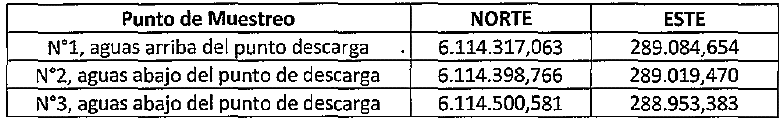 Punto de Muestreo NORTE ESTE
N°1, aguas arriba del punto descarga 6.114.317,063 289.084,654
N°2, aguas abajo del punto de descarga 6.114.398,766 289.019,470
N°3, aguas abajo del punto de descarga 6.114.500,581 288.953,383